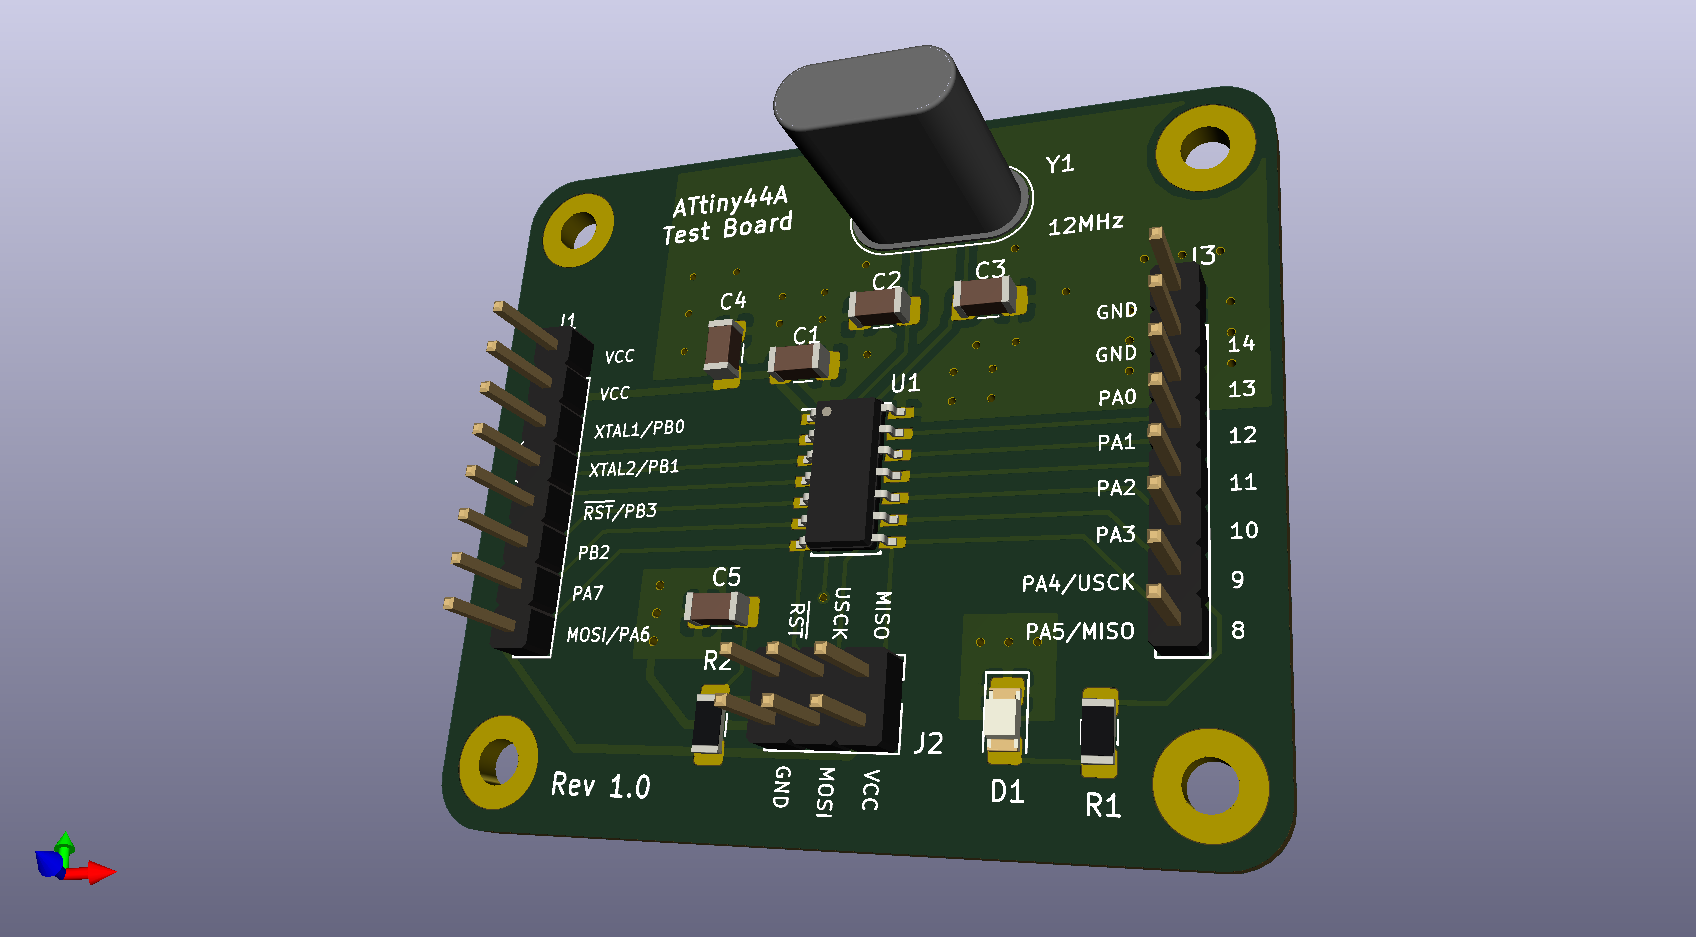 ATtiny44A
Test Board
Y1
12MHz
J3
C2
C3
C4
C1
U1
J1
VCC
VCC
XTAL1/PB0
XTAL2/PB1
RST/PB3
PB2
PA7
MOSI/PA6
GND
GND
PA0
PA1
PA2
PA3
PA4/USCK
PA5/MISO
14
13
12
11
10
9
8
C5
RST
USCK
MISO
R2
J2
GND
MOSI
VCC
D1
R1
Rev 1.0